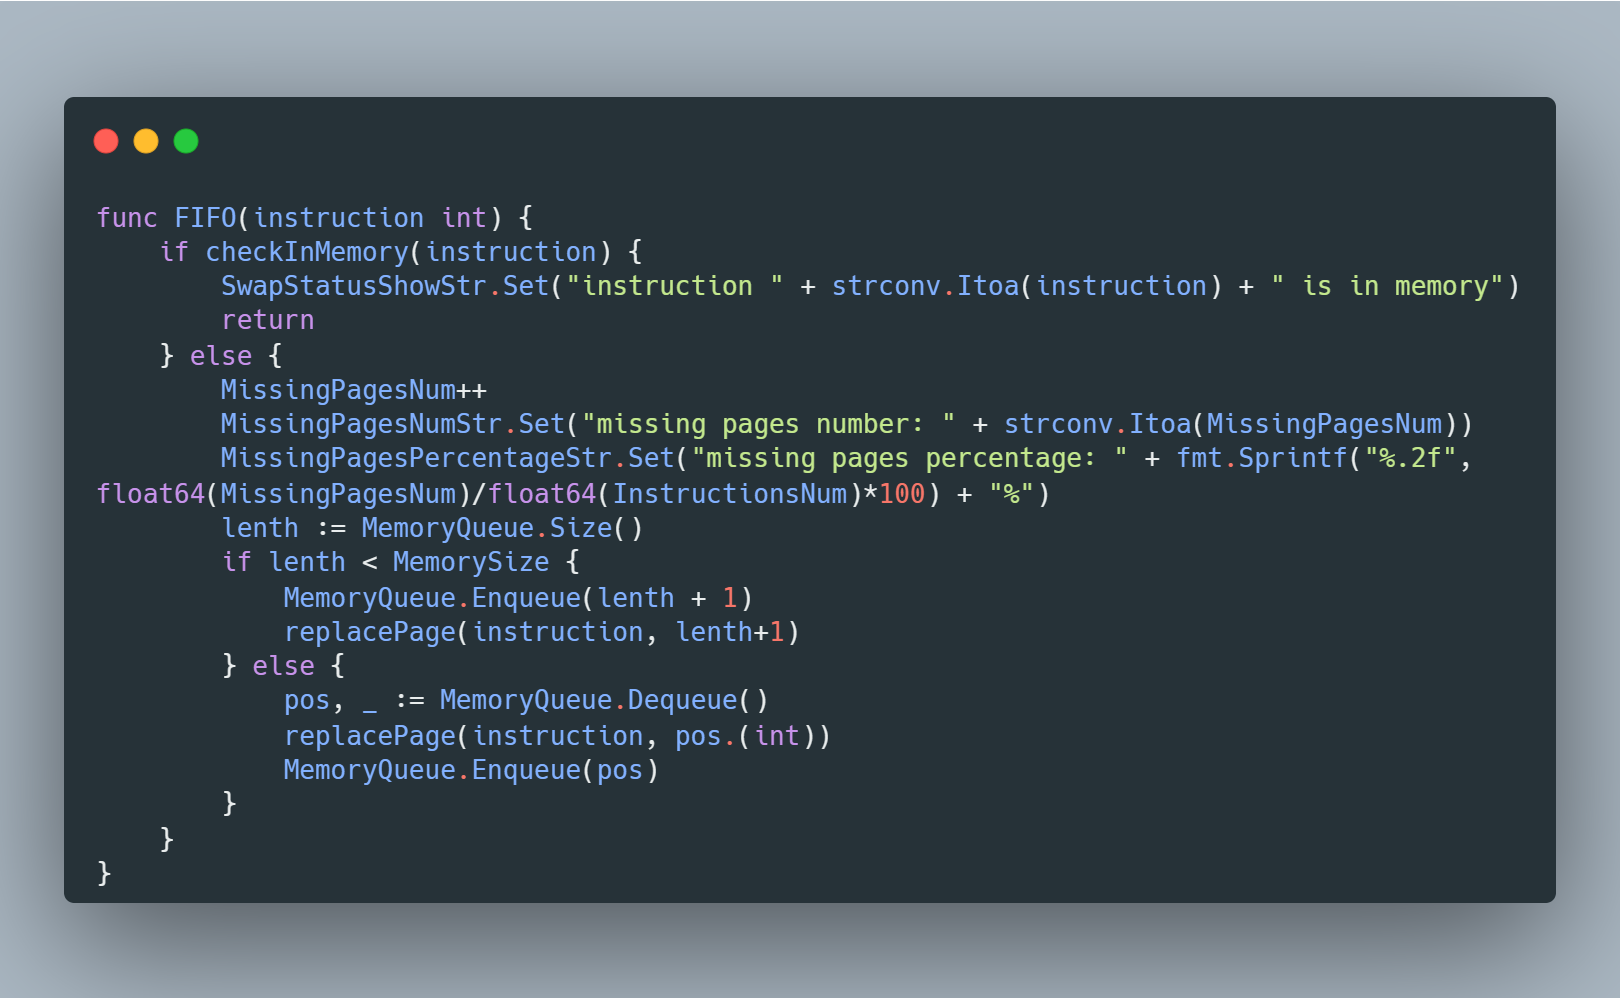 func FIFO(instruction int) {
    if checkInMemory(instruction) {
        SwapStatusShowStr.Set("instruction " + strconv.Itoa(instruction) + " is in memory")
        return
    } else {
        MissingPagesNum++
        MissingPagesNumStr.Set("missing pages number: " + strconv.Itoa(MissingPagesNum))
        MissingPagesPercentageStr.Set("missing pages percentage: " + fmt.Sprintf("%.2f",
float64(MissingPagesNum)/float64(InstructionsNum)*100) + "%")
        lenth := MemoryQueue.Size()
        if lenth < MemorySize {
            MemoryQueue.Enqueue(lenth + 1)
            replacePage(instruction, lenth+1)
        } else {
            pos, _ := MemoryQueue.Dequeue()
            replacePage(instruction, pos.(int))
            MemoryQueue.Enqueue(pos)
        }
    }
}